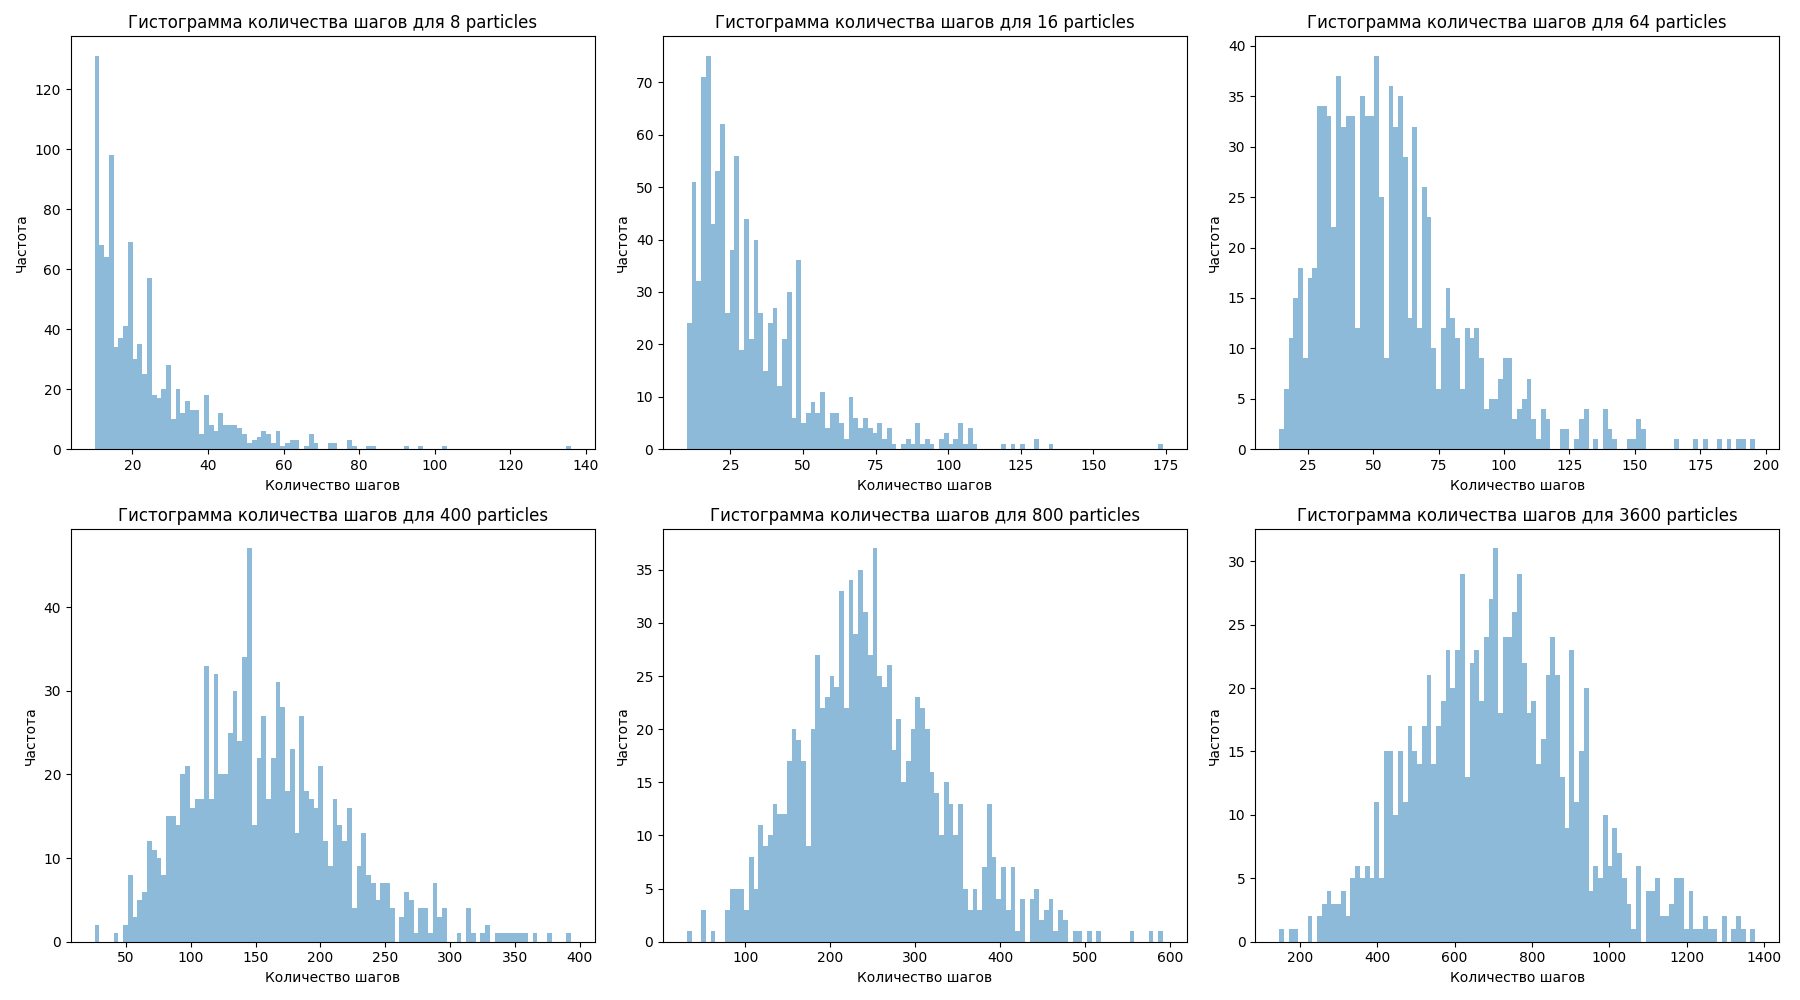 Гистограмма количества шагов для 8 particles
Частота
120
100
80
60
40
20
0
20 40 60 80 100 120 140
Количество шагов
Гистограмма количества шагов для 16 particles
Частота
70
60
50
40
30
20
10
0
25 50 75 100 125 150 175
Количество шагов
Гистограмма количества шагов для 64 particles
Частота
40
35
30
25
20
15
10
5
0
25 50 75 100 125 150 175 200
Количество шагов
Гистограмма количества шагов для 400 particles
Частота
40
30
20
10
0
50 100 150 200 250 300 350 400
Количество шагов
Гистограмма количества шагов для 800 particles
Частота
35
30
25
20
15
10
5
0
100 200 300 400 500 600
Количество шагов
Гистограмма количества шагов для 3600 particles
Частота
30
25
20
15
10
5
0
200 400 600 800 1000 1200 1400
Количество шагов